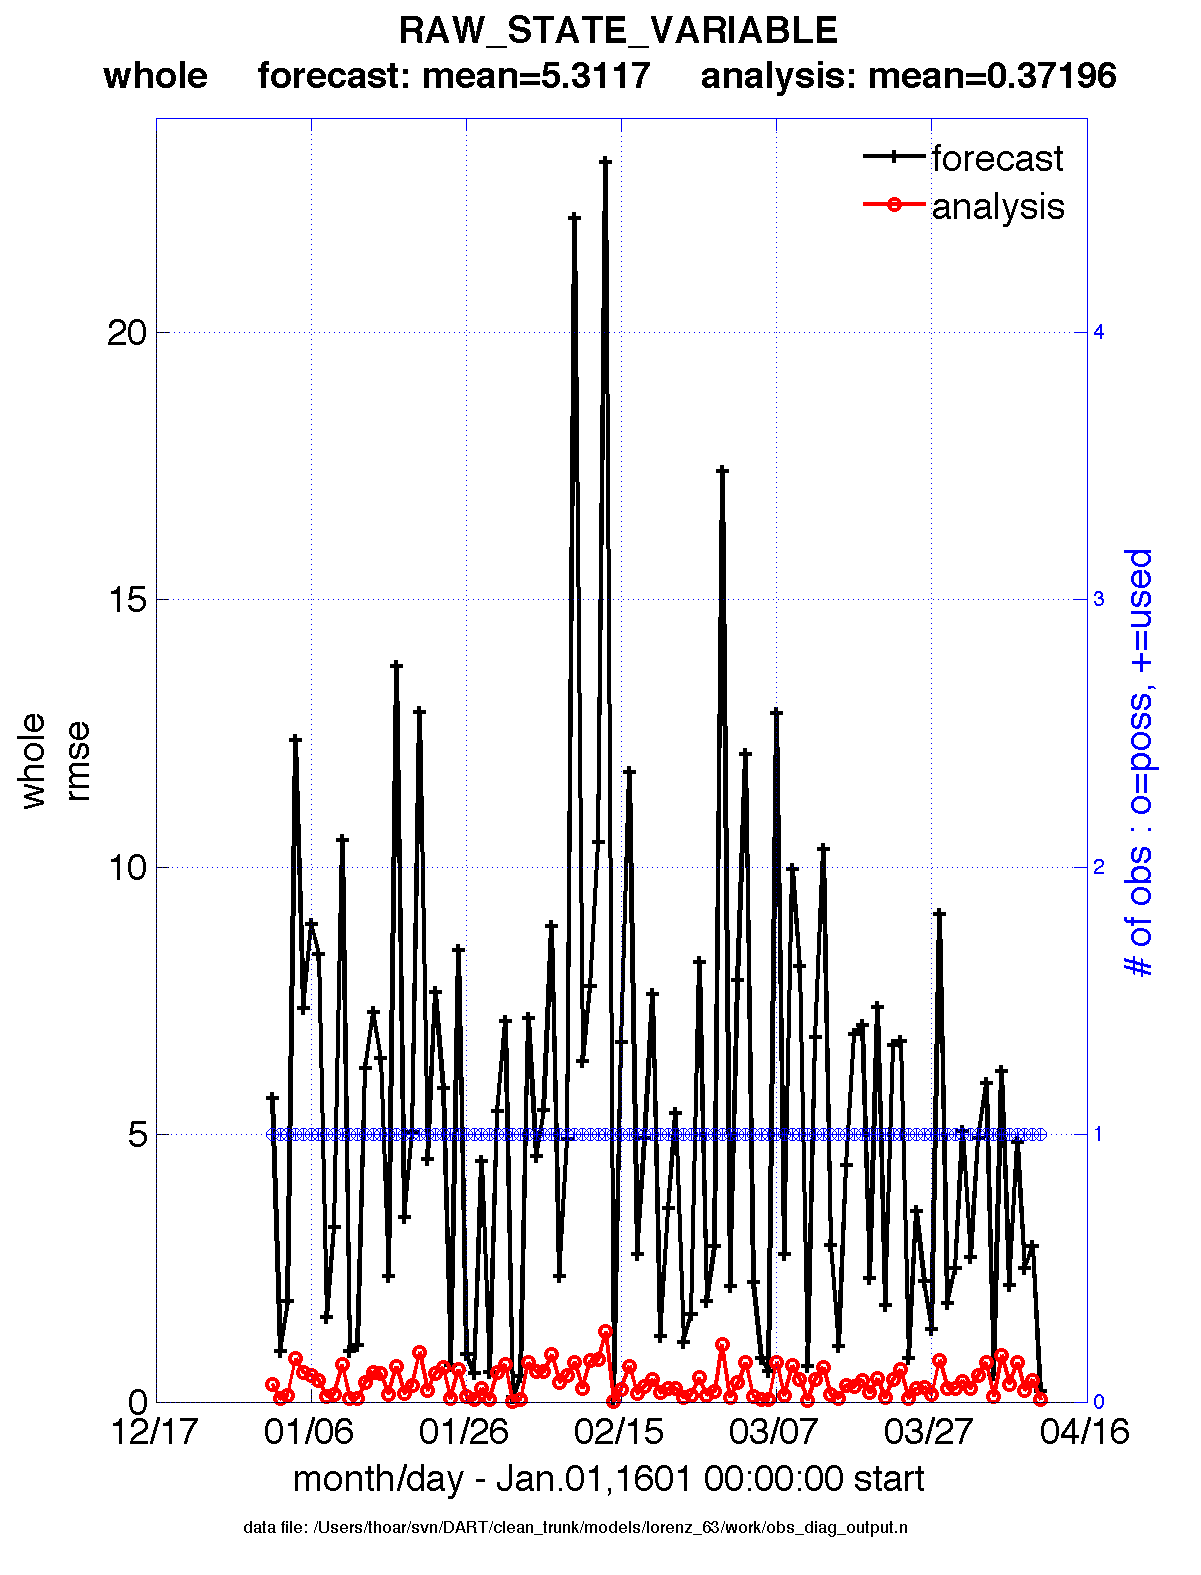 RAW_STATE_VARIABLE
whole forecast: mean=5.3117 analysis: mean=0.37196
forecast
analysis
20
15
10
5
0
4
3
2
1
0
whole
rmse
# of obs : o=poss, +=used
12/17 01/06 01/26 02/15 03/07 03/27 04/16
month/day - Jan.01,1601 00:00:00 start
data file: /Users/thoar/svn/DART/clean_trunk/models/lorenz_63/work/obs_diag_output.n